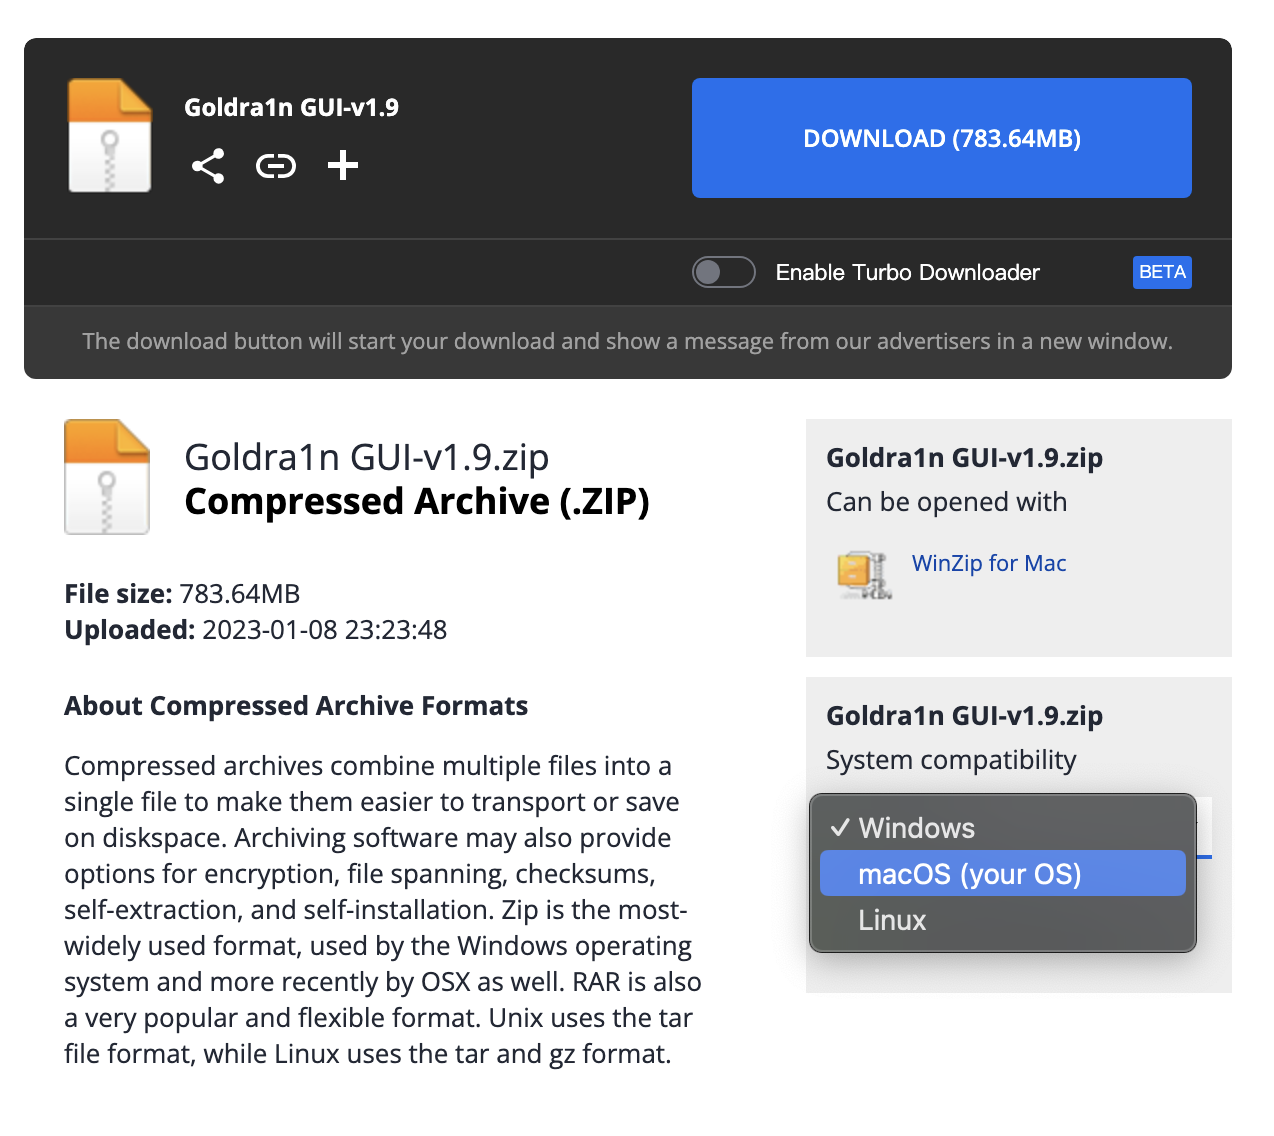 Goldra1n GUI-v1.9
DOWNLOAD (783.64MB)
Enable Turbo Downloader
BETA
The download button will start your download and show a message from our advertisers in a new window.
Goldra1n GUI-v1.9.zip
Compressed Archive (.ZIP)
File size: 783.64MB
Uploaded: 2023-01-08 23:23:48
About Compressed Archive Formats
Compressed archives combine multiple files into a
single file to make them easier to transport or save
on diskspace. Archiving software may also provide
options for encryption, file spanning, checksums,
self-extraction, and self-installation. Zip is the most-
widely used format, used by the Windows operating
system and more recently by OSX as well. RAR is also
a very popular and flexible format. Unix uses the tar
file format, while Linux uses the tar and gz format.
Goldra1n GUI-v1.9.zip
Can be opened with
WinZip for Mac
Goldra1n GUI-v1.9.zip
System compatibility
✓ Windows
macOS (your OS)
Linux